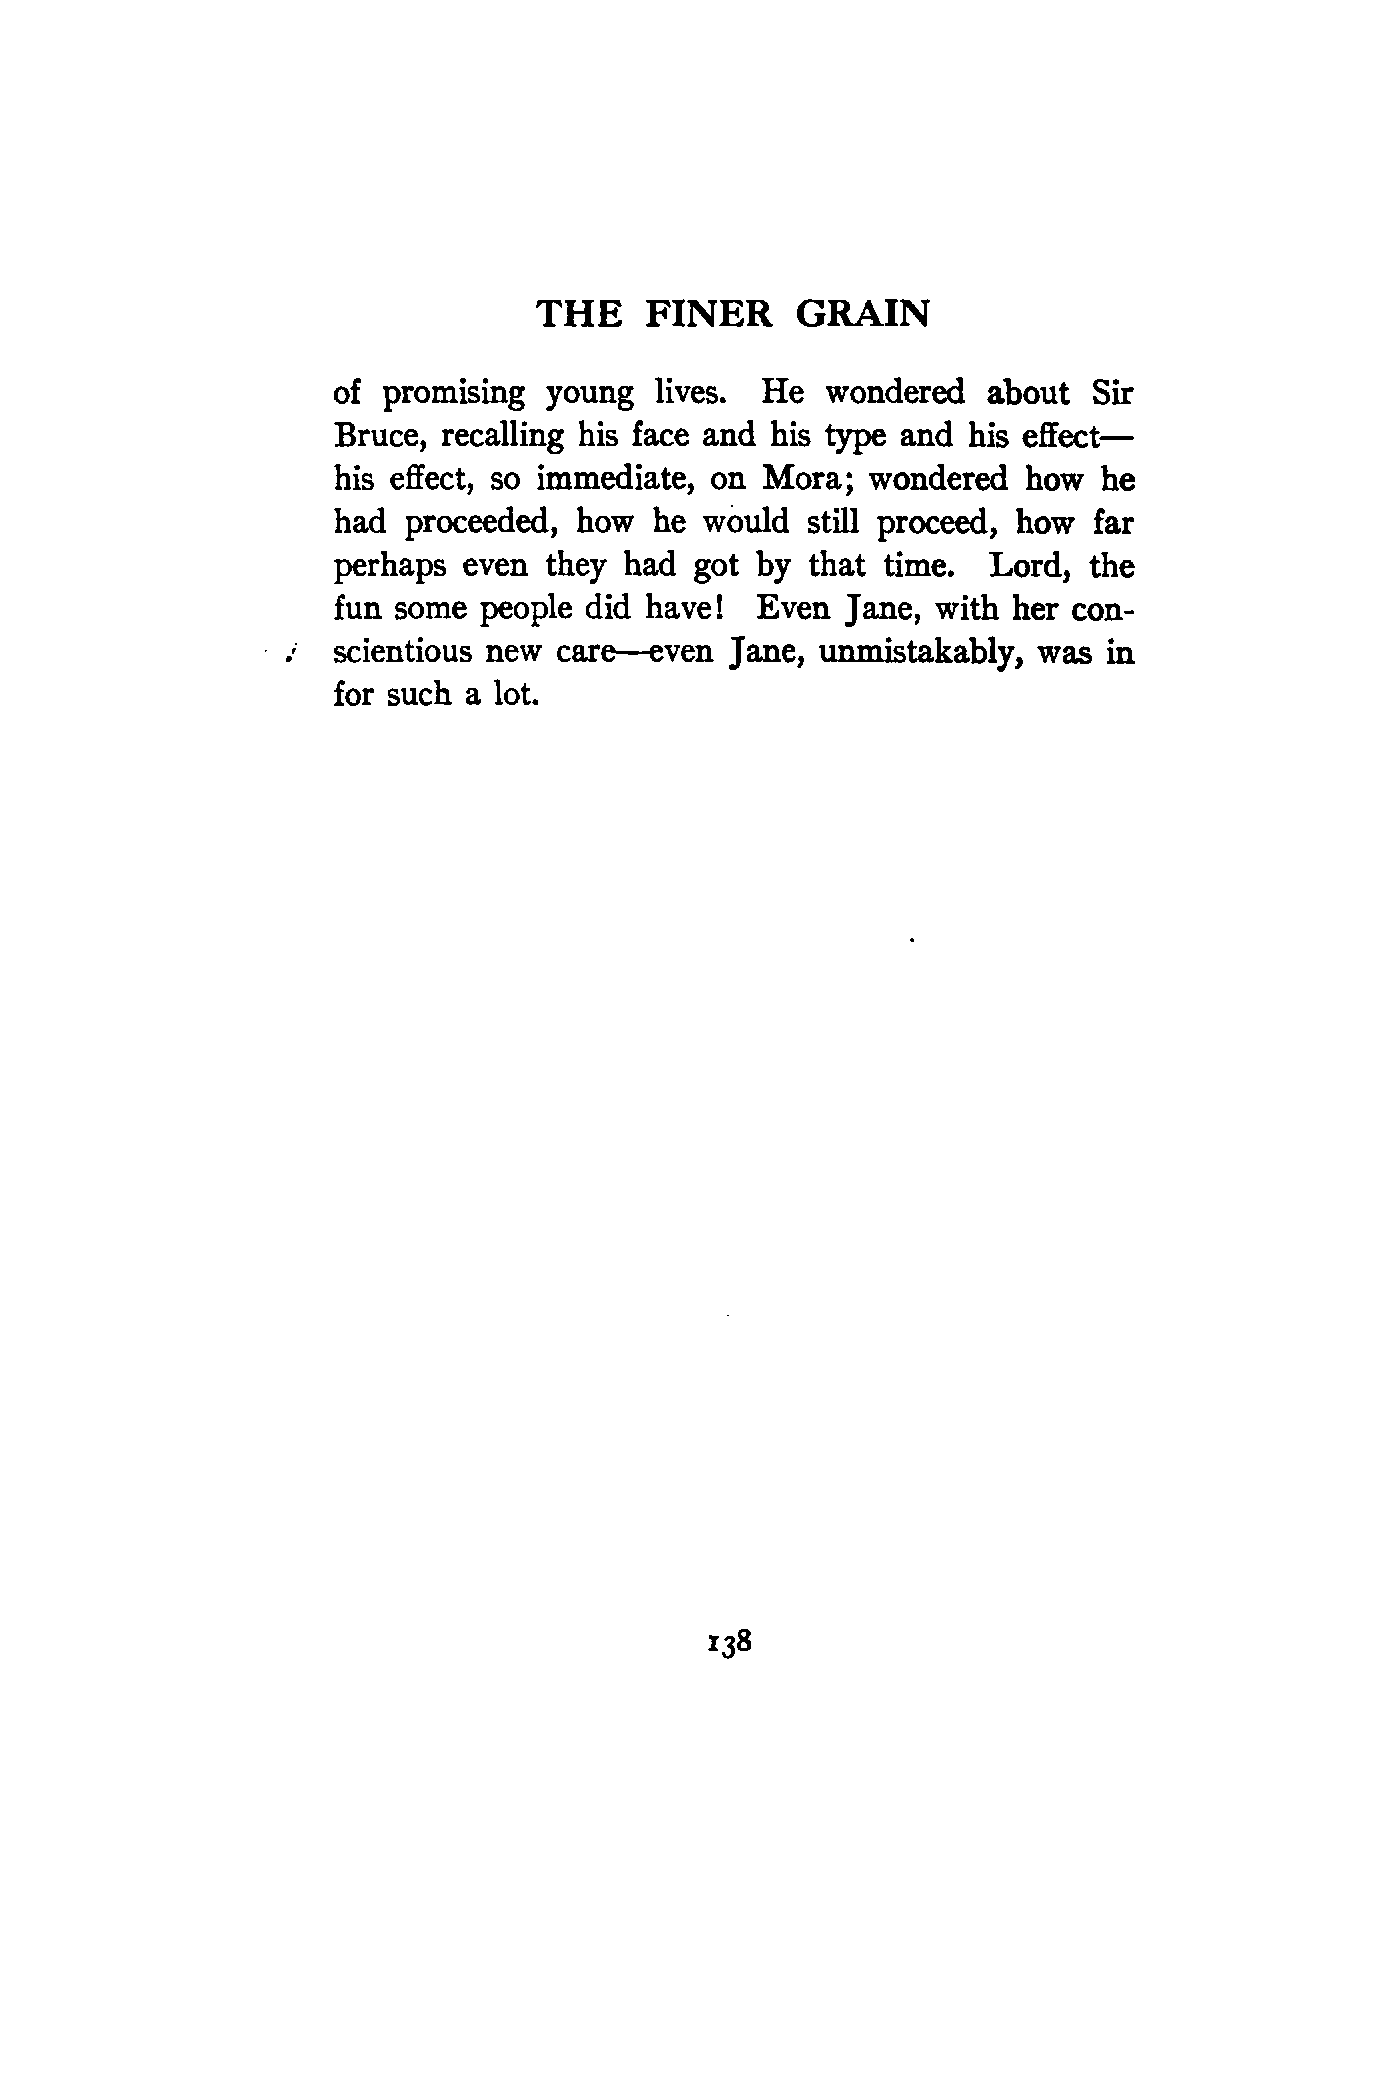 THE FINER GRAIN
of promising young lives. He wondered about Sir
Bruce, recalling his face and his type and his effect—
his effect, so immediate, on Mora; wondered how he
had proceeded, how he would still proceed, how far
perhaps even they had got by that time. Lord, the
fun some people did have! Even Jane, with her con-
scientious new care—even Jane, unmistakably, was in
for such a lot.
138